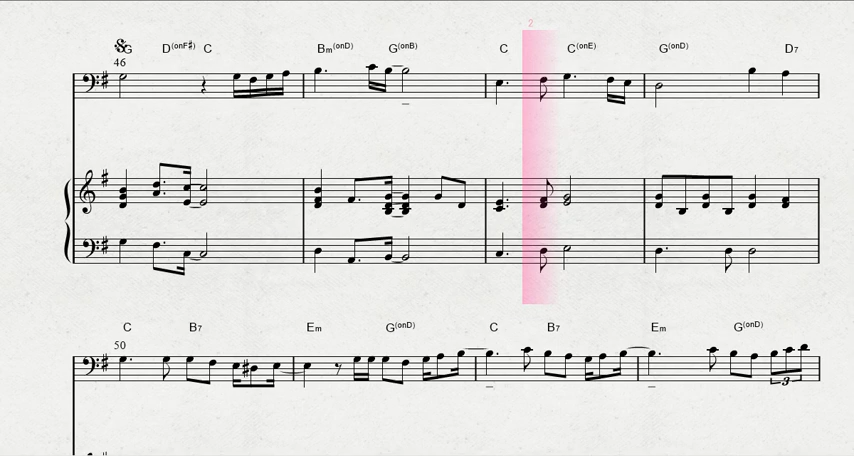 2
G D(onF#) C Bm(onD) G(onB) C C(onE) G(onD) D7
46
C B7 Em G(onD) C B7 Em G(onD)
50
3